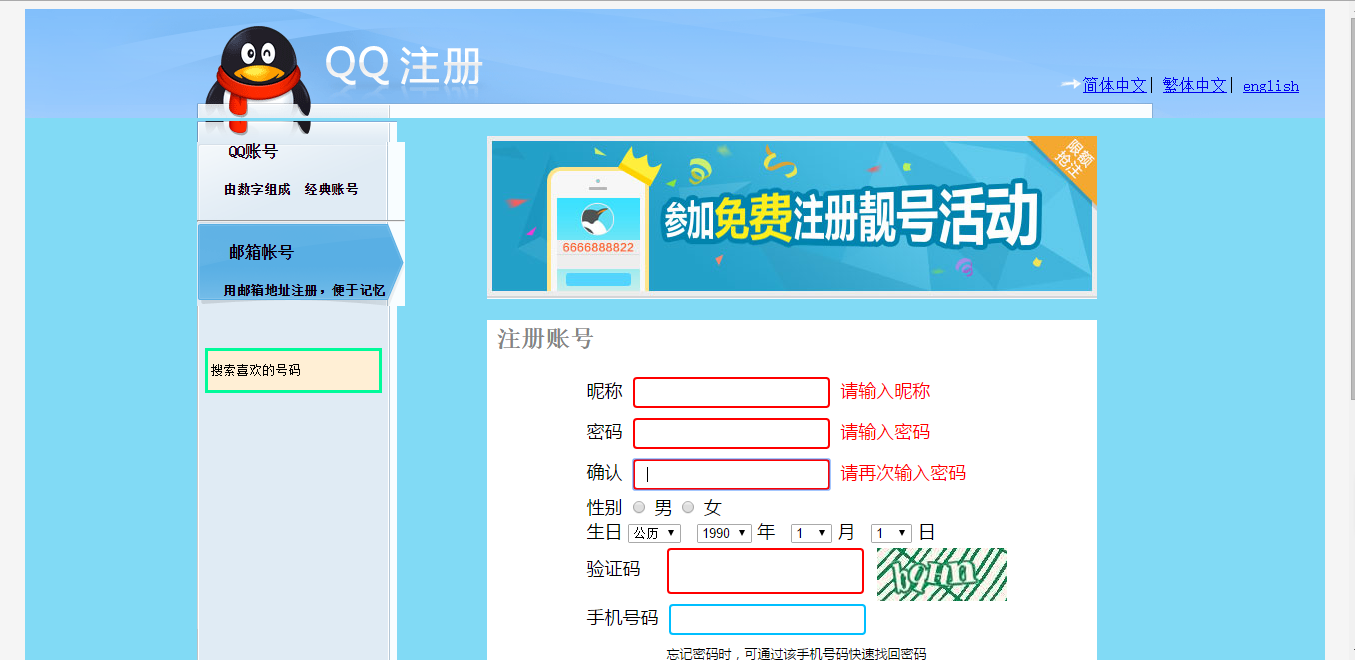 QQ 注册
简体中文| 繁体中文| english
QQ账号
由数字组成 经典账号
邮箱帐号
用邮箱地址注册，便于记忆
搜索喜欢的号码
限额
抢注
6666888822
参加免费注册靓号活动
注册账号
昵称 请输入昵称
密码 请输入密码
确认 请再次输入密码
性别 男 女
生日 公历 1990 年 1 月 1 日
验证码
手机号码
忘记密码时，可通过该手机号码快速找回密码